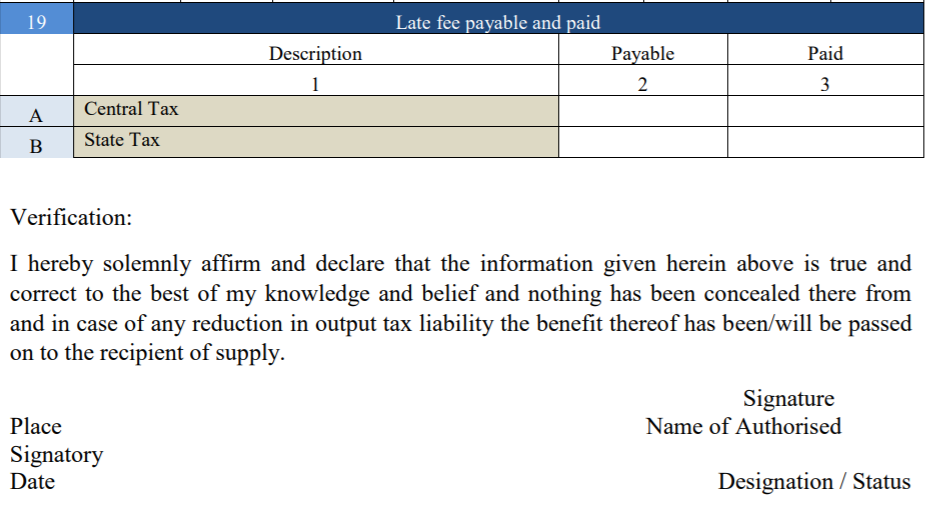 19 Late fee payable and paid
Description Payable Paid
1 2 3
A Central Tax
B State Tax
Verification:
I hereby solemnly affirm and declare that the information given herein above is true and
correct to the best of my knowledge and belief and nothing has been concealed there from
and in case of any reduction in output tax liability the benefit thereof has been/will be passed
on to the recipient of supply.
Signature
Place Name of Authorised
Signatory
Date Designation / Status